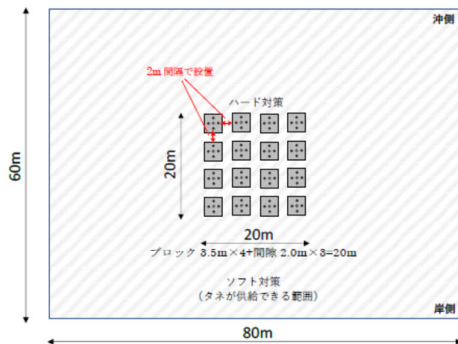 沖側
2m 間隔で設置
ハード対策
60m
20m
20m
ブロック 3.5m×4+間隙 2.0m×3=20m
ソフト対策
（タネが供給できる範囲）
岸側
80m